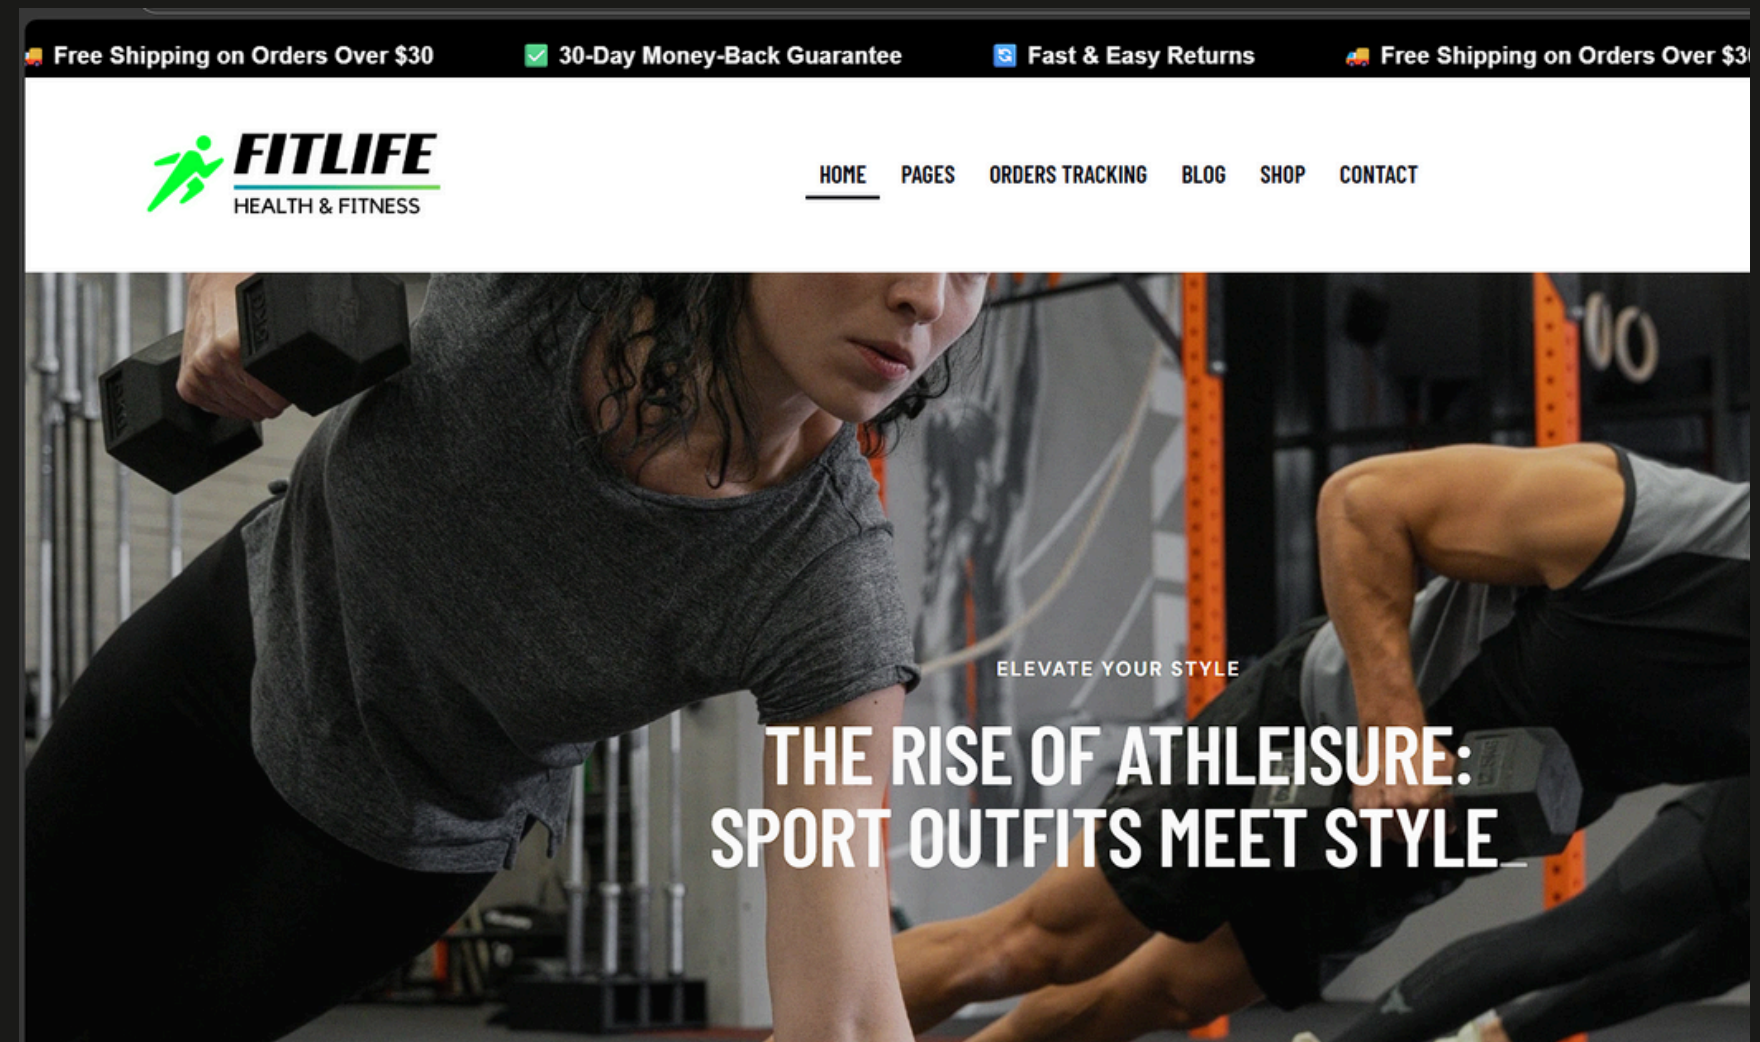 Free Shipping on Orders Over $30 30-Day Money-Back Guarantee Fast & Easy Returns Free Shipping on Orders Over $30
FITLIFE
HEALTH & FITNESS
HOME PAGES ORDERS TRACKING BLOG SHOP CONTACT
ELEVATE YOUR STYLE
THE RISE OF ATHLEISURE:
SPORT OUTFITS MEET STYLE_